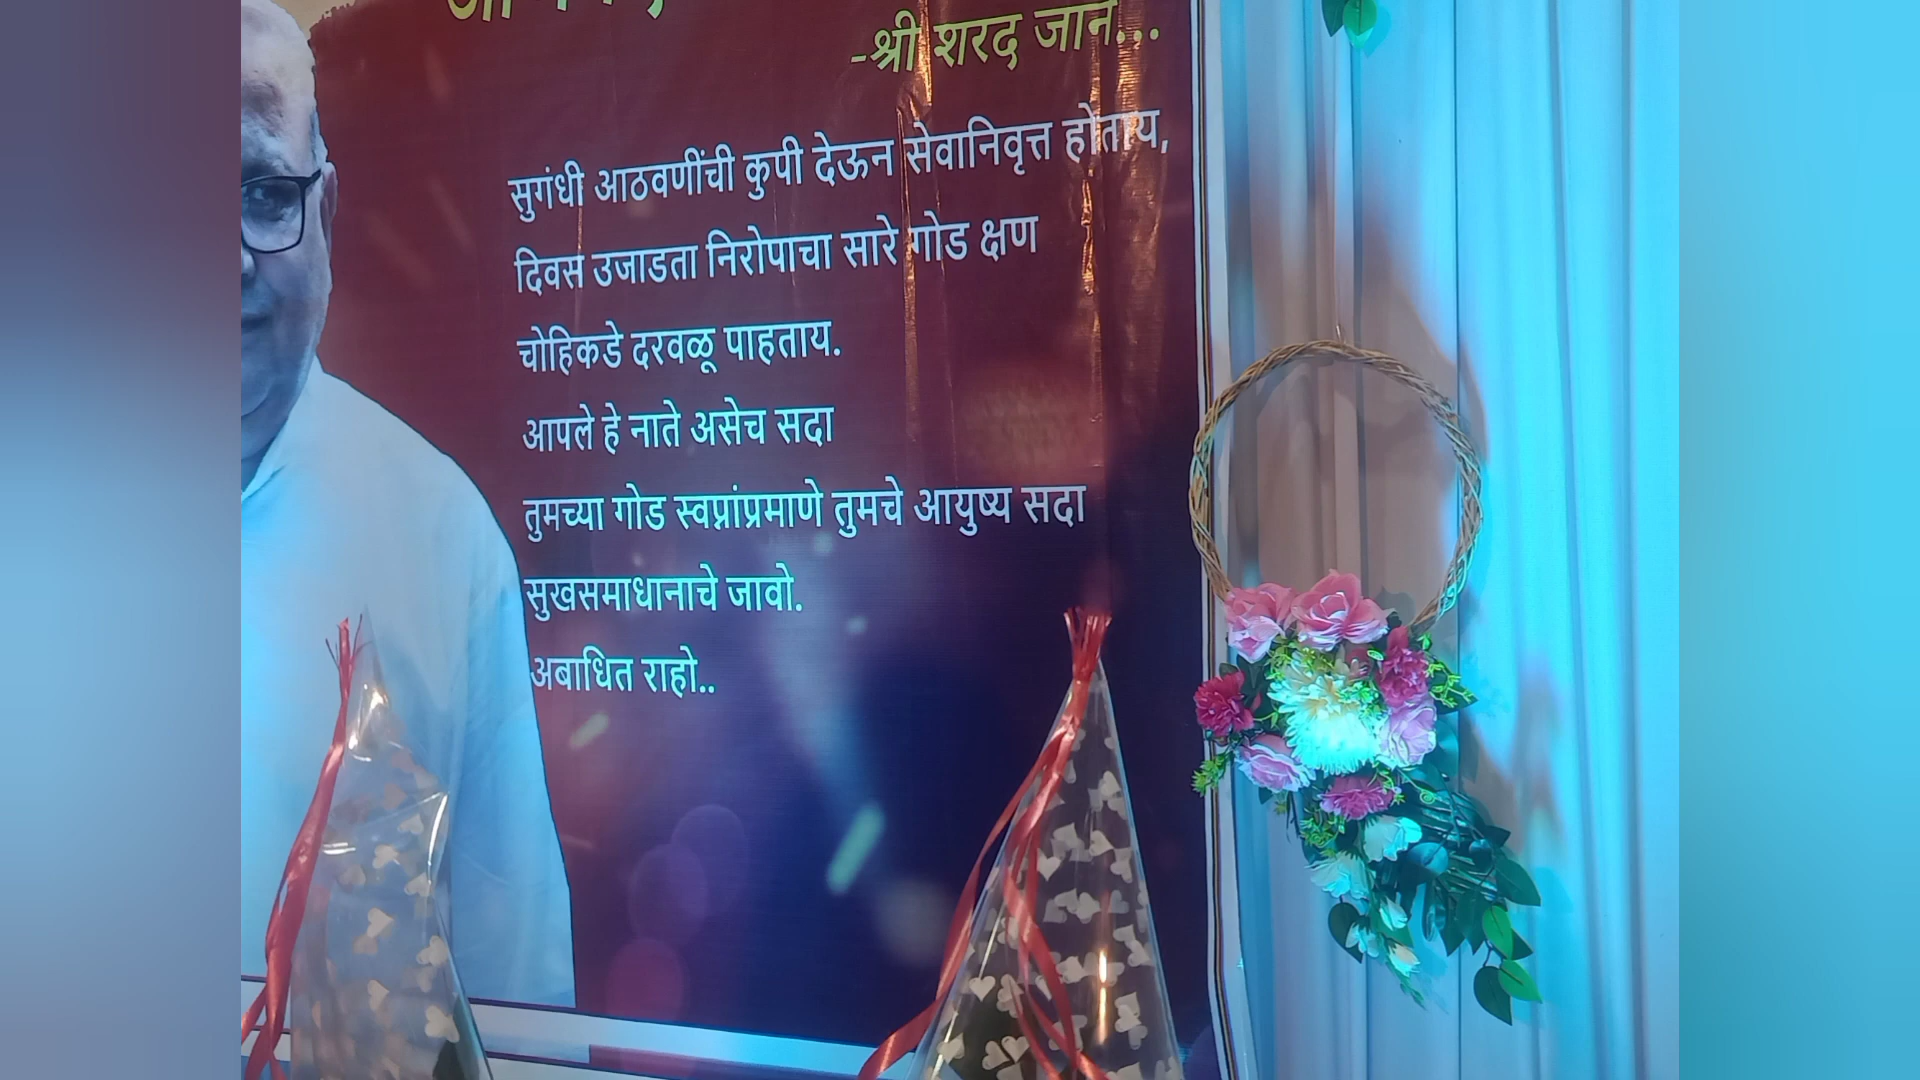 -श्री शरद जाने...
सुगंधी आठवणींची कुपी देऊन सेवानिवृत्त होताय,
दिवस उजाडता निरोपाचा सारे गोड क्षण
चोहिकडे दरवळू पाहताय.
आपले हे नाते असेच सदा
तुमच्या गोड स्वप्नांप्रमाणे तुमचे आयुष्य सदा
सुखसमाधानाचे जावो.
अबाधित राहो..